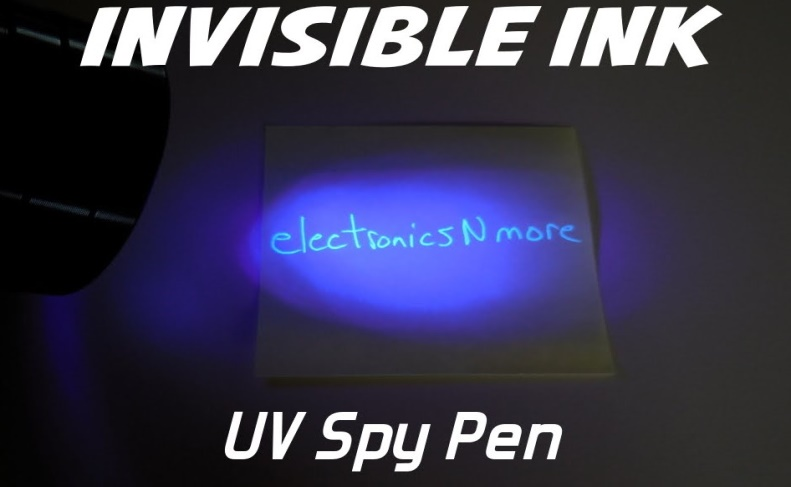 INVISIBLE INK
electronicsNmore
UV Spy Pen